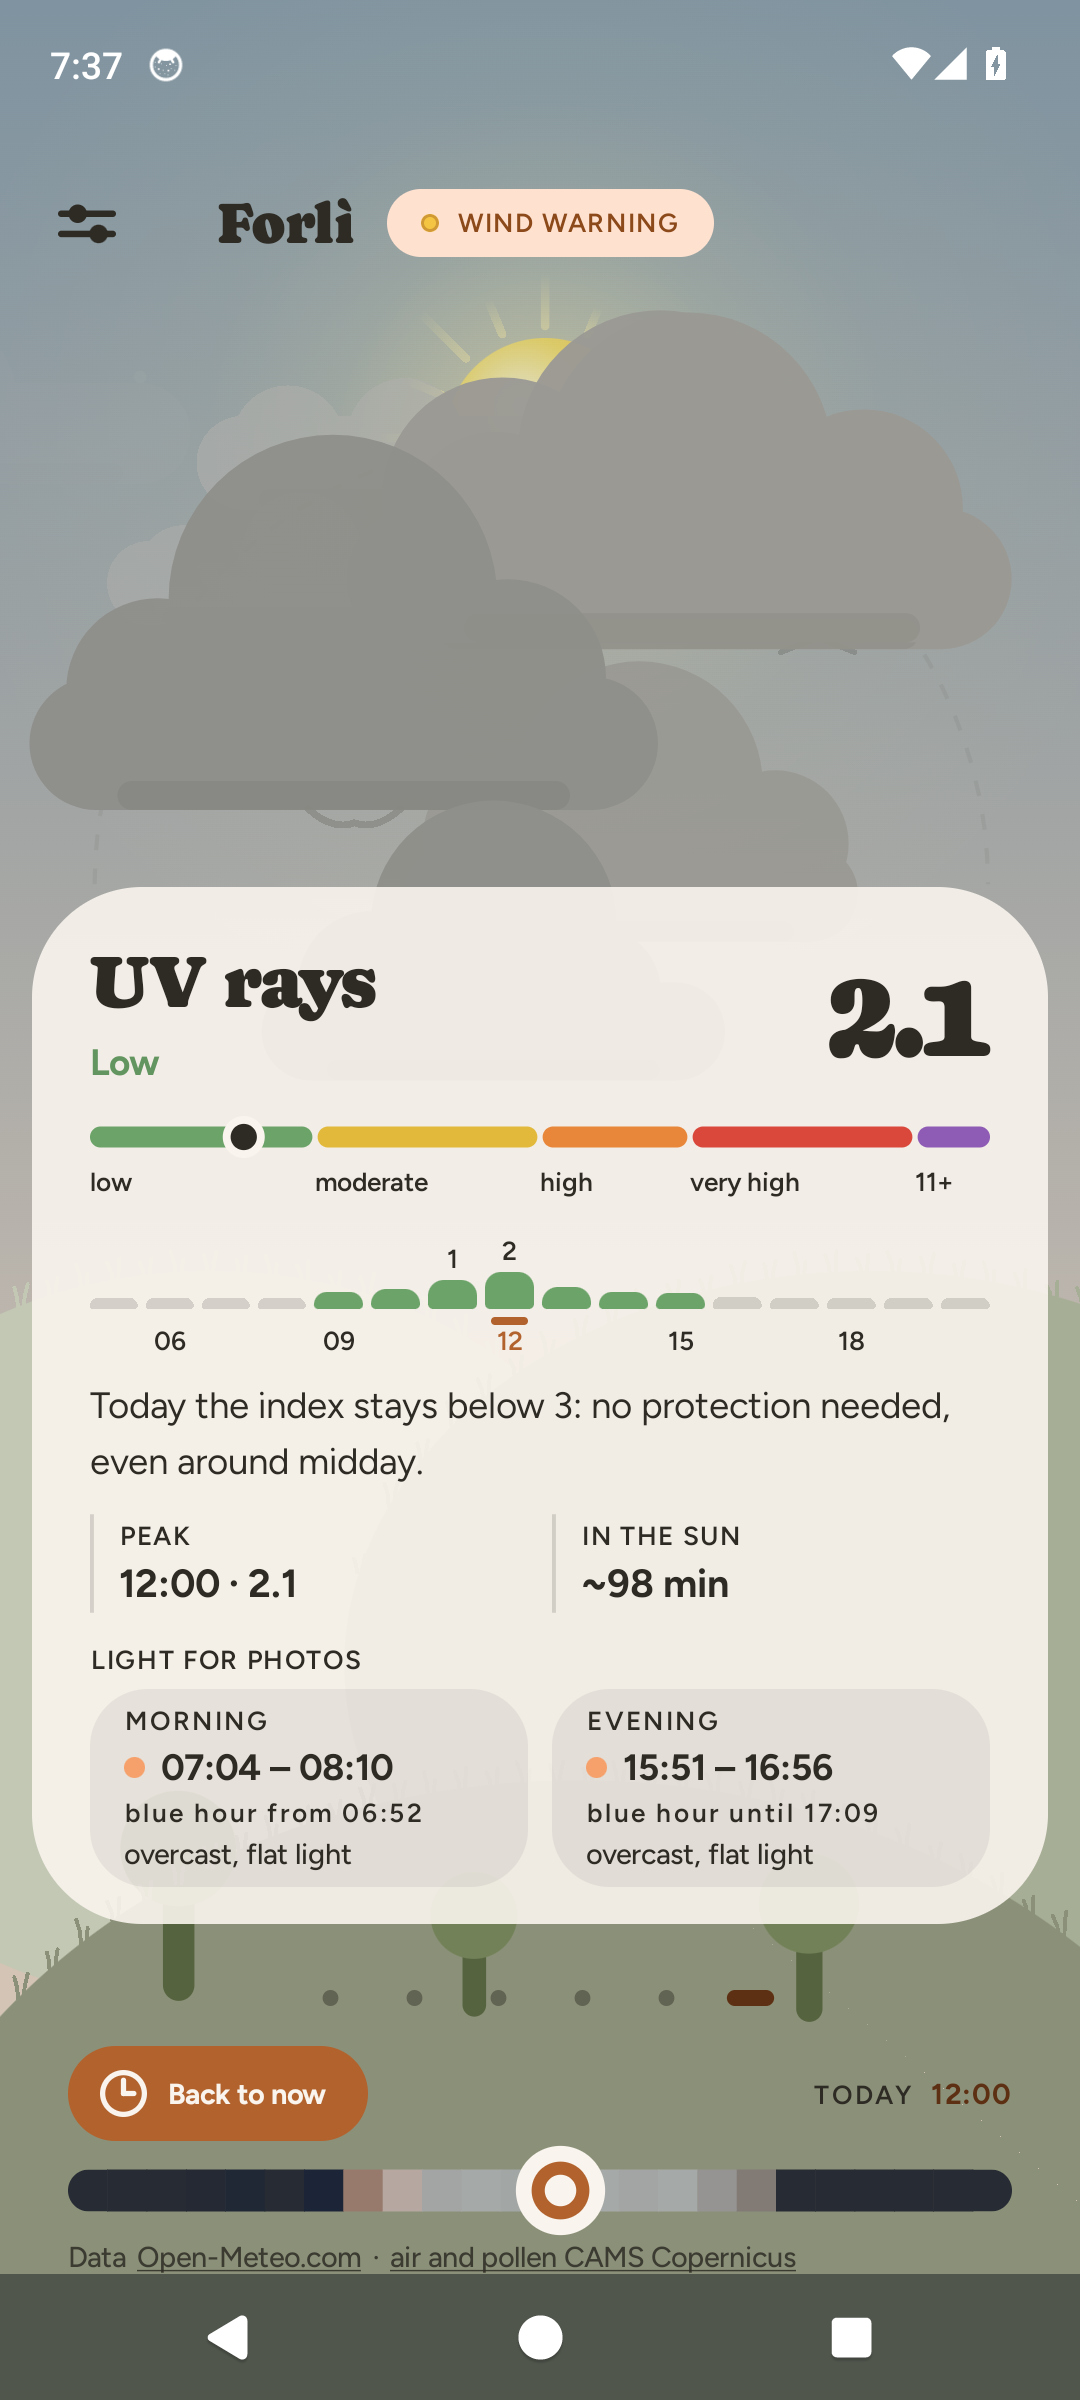 7:37
Forlì
WIND WARNING
UV rays
2.1
Low
low moderate high very high 11+
1 2
06 09 12 15 18
Today the index stays below 3: no protection needed,
even around midday.
PEAK
12:00 · 2.1
IN THE SUN
~98 min
LIGHT FOR PHOTOS
MORNING
07:04 – 08:10
blue hour from 06:52
overcast, flat light
EVENING
15:51 – 16:56
blue hour until 17:09
overcast, flat light
Back to now
TODAY 12:00
Data Open-Meteo.com · air and pollen CAMS Copernicus